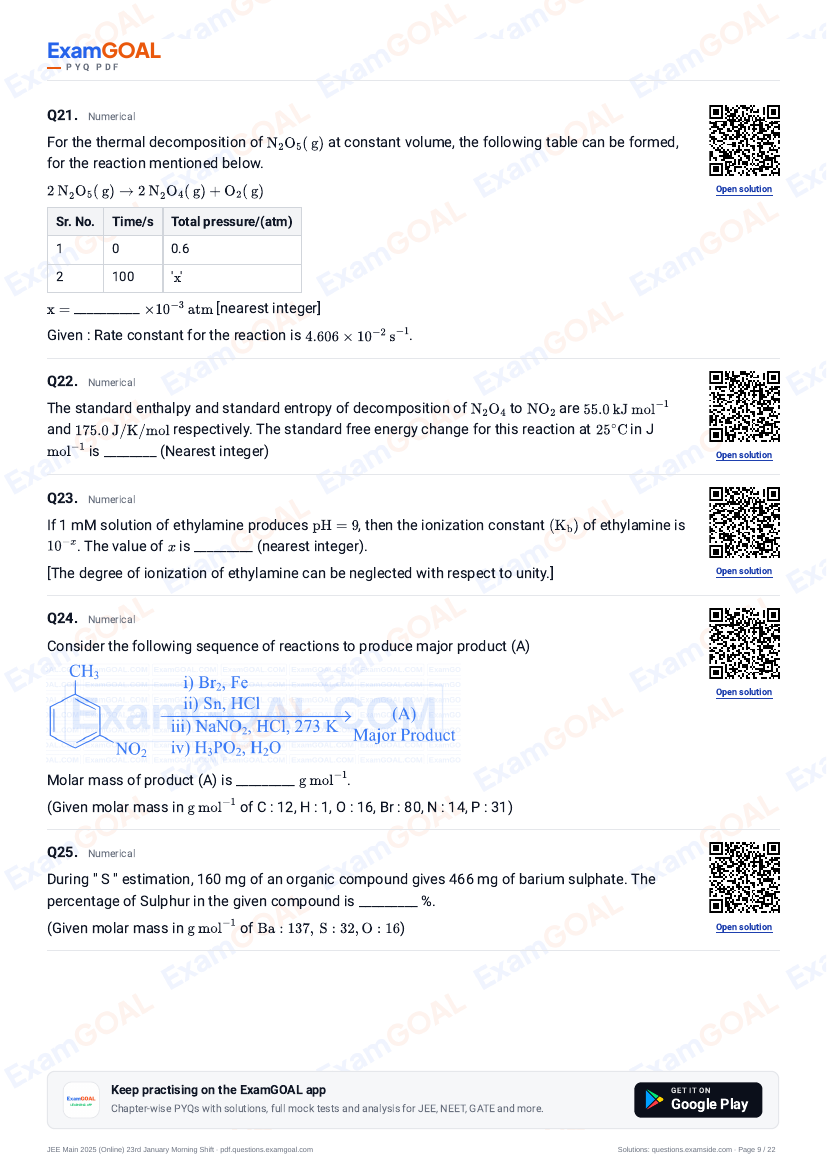 ExamGOAL
PYQ PDF
Q21. Numerical
For the thermal decomposition of N₂O₅( g) at constant volume, the following table can be formed,
for the reaction mentioned below.
2 N₂O₅( g) → 2 N₂O₄( g) + O₂( g)
Sr. No. Time/s Total pressure/(atm)
1 0 0.6
2 100 'x'
x = __________ ×10⁻³ atm [nearest integer]
Given : Rate constant for the reaction is 4.606 × 10⁻² s⁻¹.
Open solution
Q22. Numerical
The standard enthalpy and standard entropy of decomposition of N₂O₄ to NO₂ are 55.0 kJ mol⁻¹
and 175.0 J/K/mol respectively. The standard free energy change for this reaction at 25°C in J
mol⁻¹ is ________ (Nearest integer)
Open solution
Q23. Numerical
If 1 mM solution of ethylamine produces pH = 9, then the ionization constant (K_b) of ethylamine is
10⁻ˣ. The value of x is _________ (nearest integer).
[The degree of ionization of ethylamine can be neglected with respect to unity.]
Open solution
Q24. Numerical
Consider the following sequence of reactions to produce major product (A)
CH₃
NO₂
i) Br₂, Fe
ii) Sn, HCl
iii) NaNO₂, HCl, 273 K
iv) H₃PO₂, H₂O
(A)
Major Product
Molar mass of product (A) is _________ g mol⁻¹.
(Given molar mass in g mol⁻¹ of C : 12, H : 1, O : 16, Br : 80, N : 14, P : 31)
Open solution
Q25. Numerical
During " S " estimation, 160 mg of an organic compound gives 466 mg of barium sulphate. The
percentage of Sulphur in the given compound is _________ %.
(Given molar mass in g mol⁻¹ of Ba : 137, S : 32, O : 16)
Open solution
ExamGOAL
Keep practising on the ExamGOAL app
Chapter-wise PYQs with solutions, full mock tests and analysis for JEE, NEET, GATE and more.
GET IT ON
Google Play
JEE Main 2025 (Online) 23rd January Morning Shift · pdf.questions.examgoal.com
Solutions: questions.examside.com · Page 9 / 22